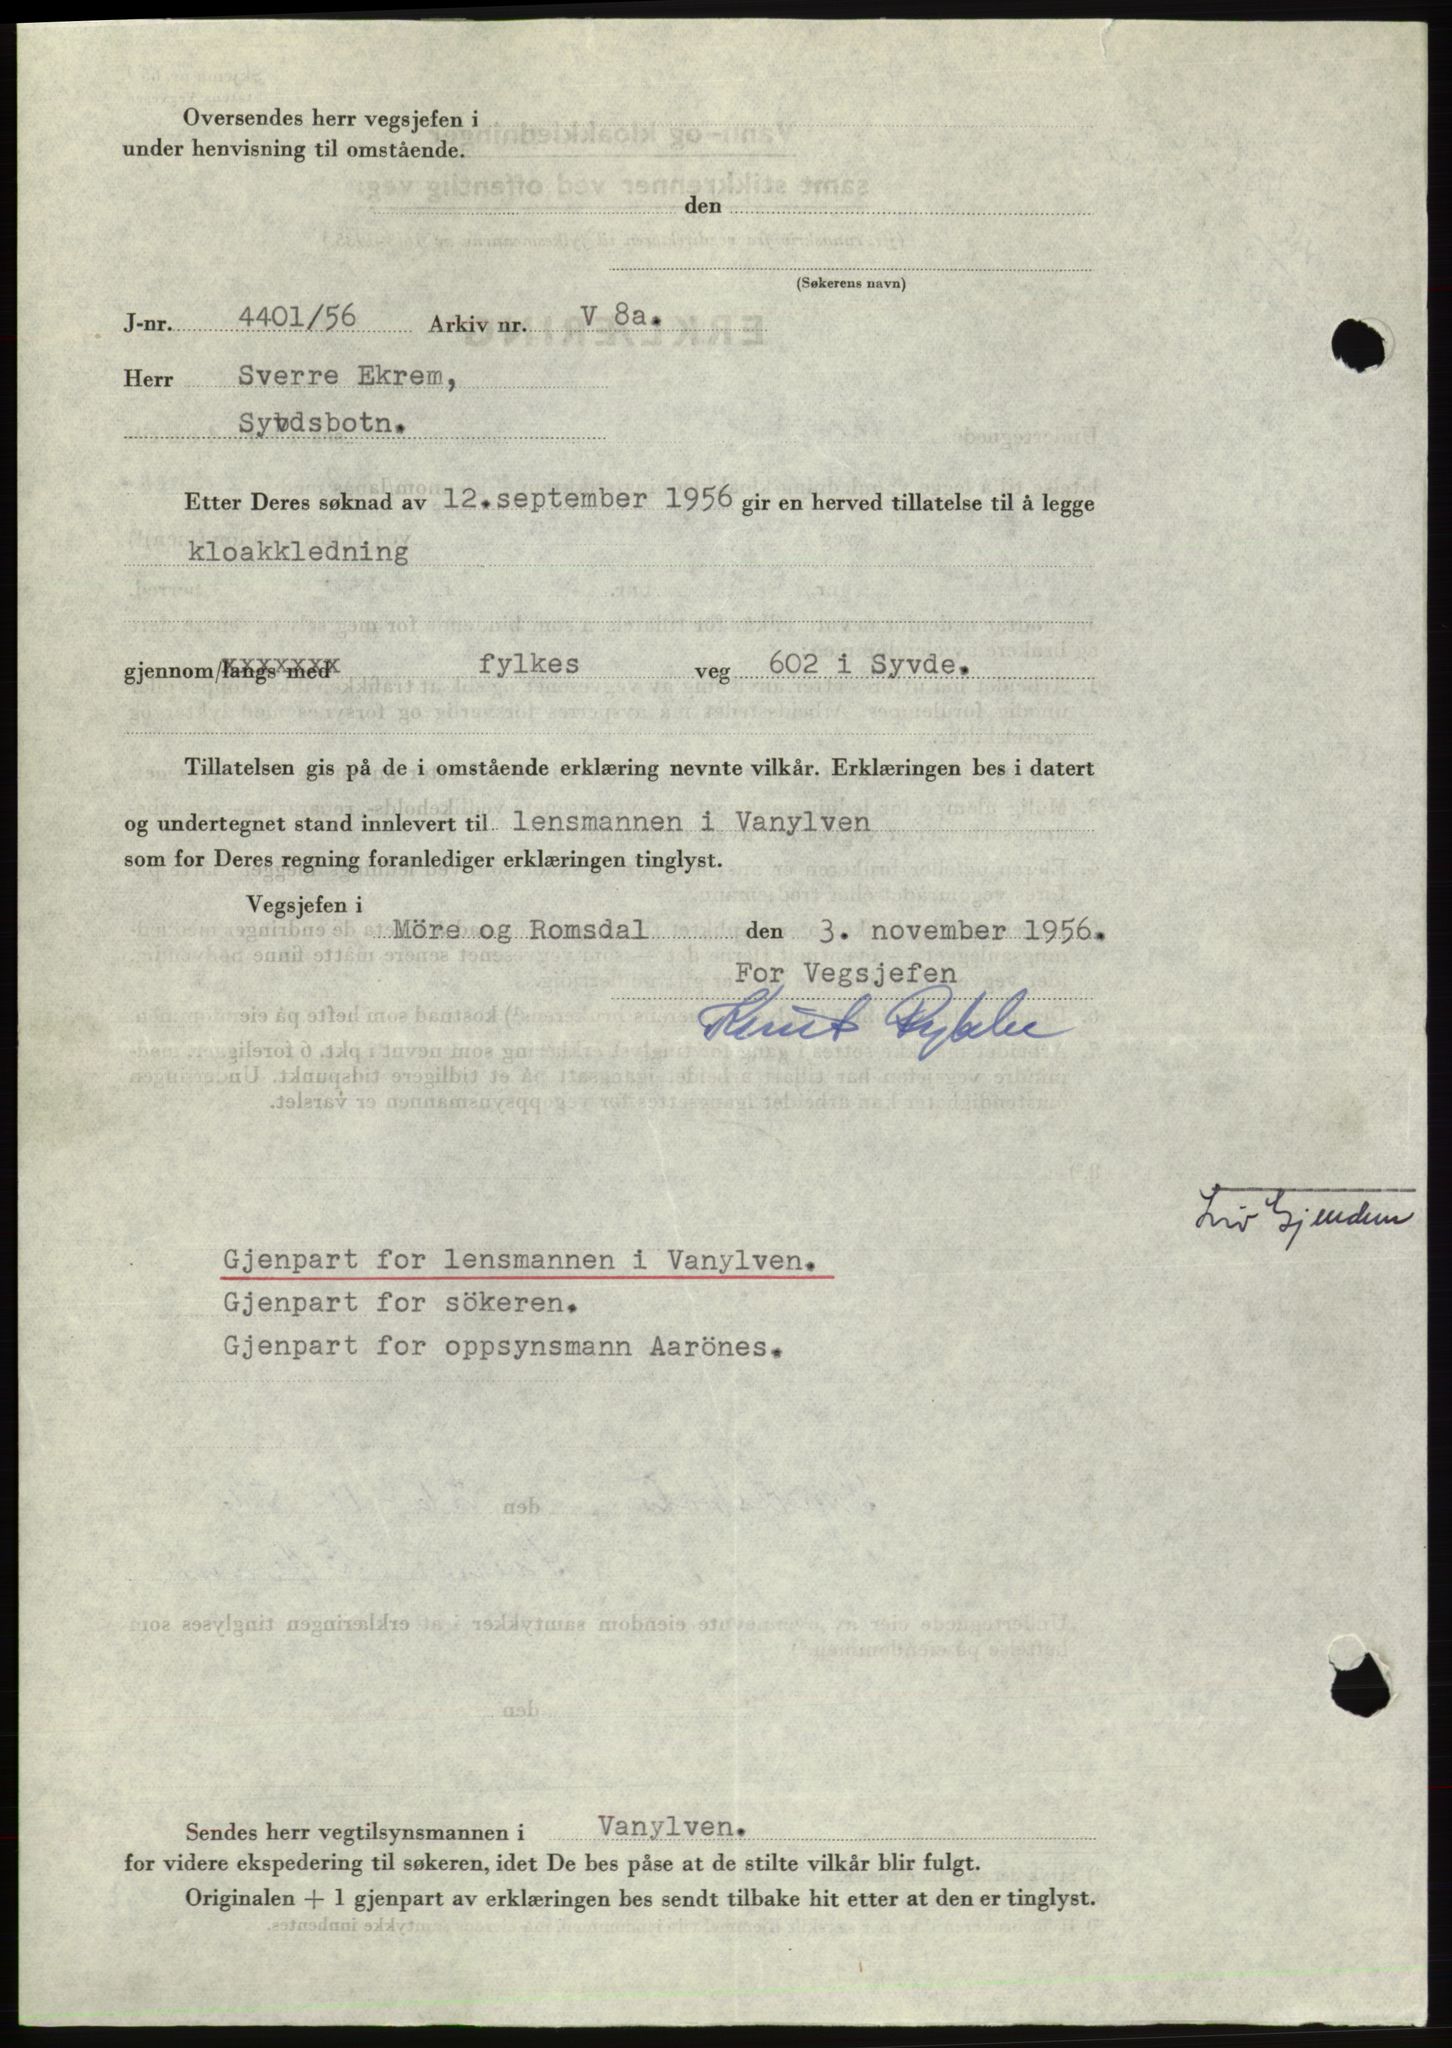 Oversendes herr vegsjefen i
under henvisning til omstående.
den
(Søkerens navn)
J-nr. 4401/56 Arkiv nr. V 8a.
Herr Sverre Ekrem,
Syvdsbotn.
Etter Deres søknad av 12.september 1956 gir en herved tillatelse til å legge
kloakkledning
gjennom/langs med fylkes veg 602 i Syvde.
Tillatelsen gis på de i omstående erklæring nevnte vilkår. Erklæringen bes i datert
og undertegnet stand innlevert til lensmannen i Vanylven
som for Deres regning foranlediger erklæringen tinglyst.
Vegsjefen i
Möre og Romsdal den 3. november 1956.
For Vegsjefen
Knut
Liv Gjendem
Gjenpart for lensmannen i Vanylven.
Gjenpart for sökeren.
Gjenpart for oppsynsmann Aarönes.
Sendes herr vegtilsynsmannen i Vanylven.
for videre ekspedering til søkeren, idet De bes påse at de stilte vilkår blir fulgt.
Originalen + 1 gjenpart av erklæringen bes sendt tilbake hit etter at den er tinglyst.